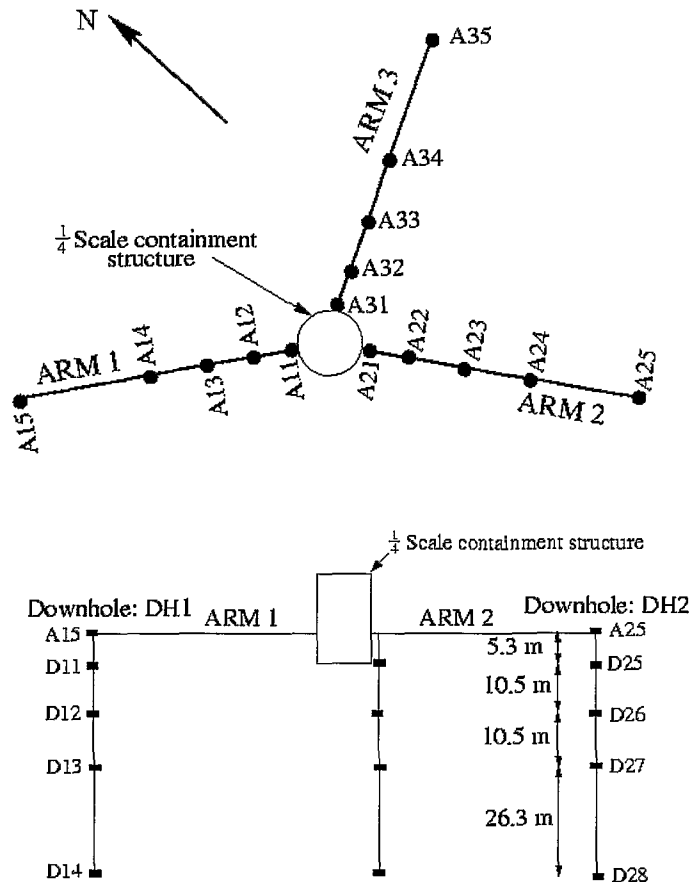 N
A35
ARM 3
A34
A33
¼ Scale containment
structure
A32
A31
A12
A14
A22
A23
A24
A25
ARM 1
A11
A21
A13
A15
ARM 2
¼ Scale containment structure
Downhole: DH1
ARM 1
ARM 2
Downhole: DH2
A15
A25
5.3 m
D11
D25
10.5 m
D12
D26
10.5 m
D13
D27
26.3 m
D14
D28